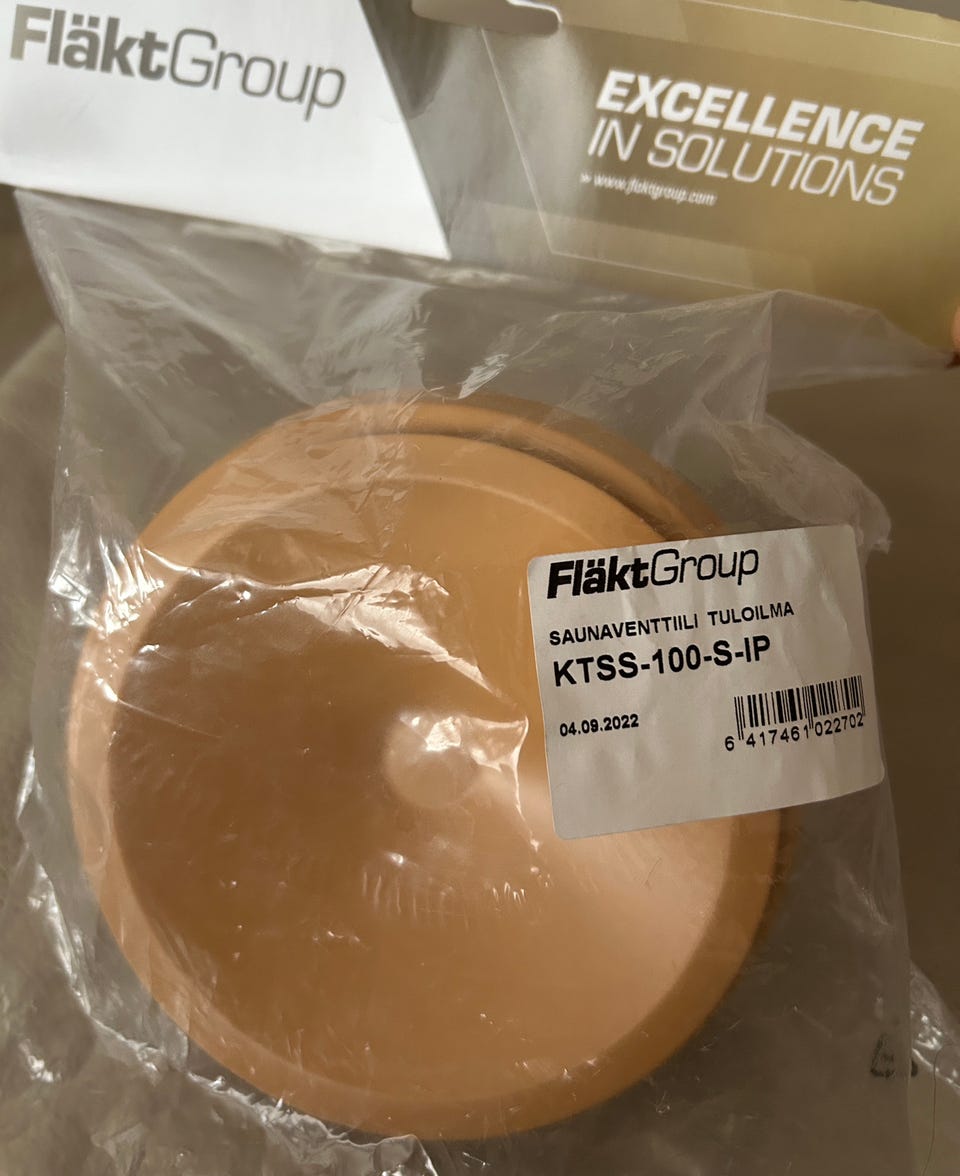 FläktGroup
EXCELLENCE
IN SOLUTIONS
» www.flaktgroup.com
FläktGroup
SAUNAVENTTIILI TULOILMA
KTSS-100-S-IP
04.09.2022
6 417461 022702